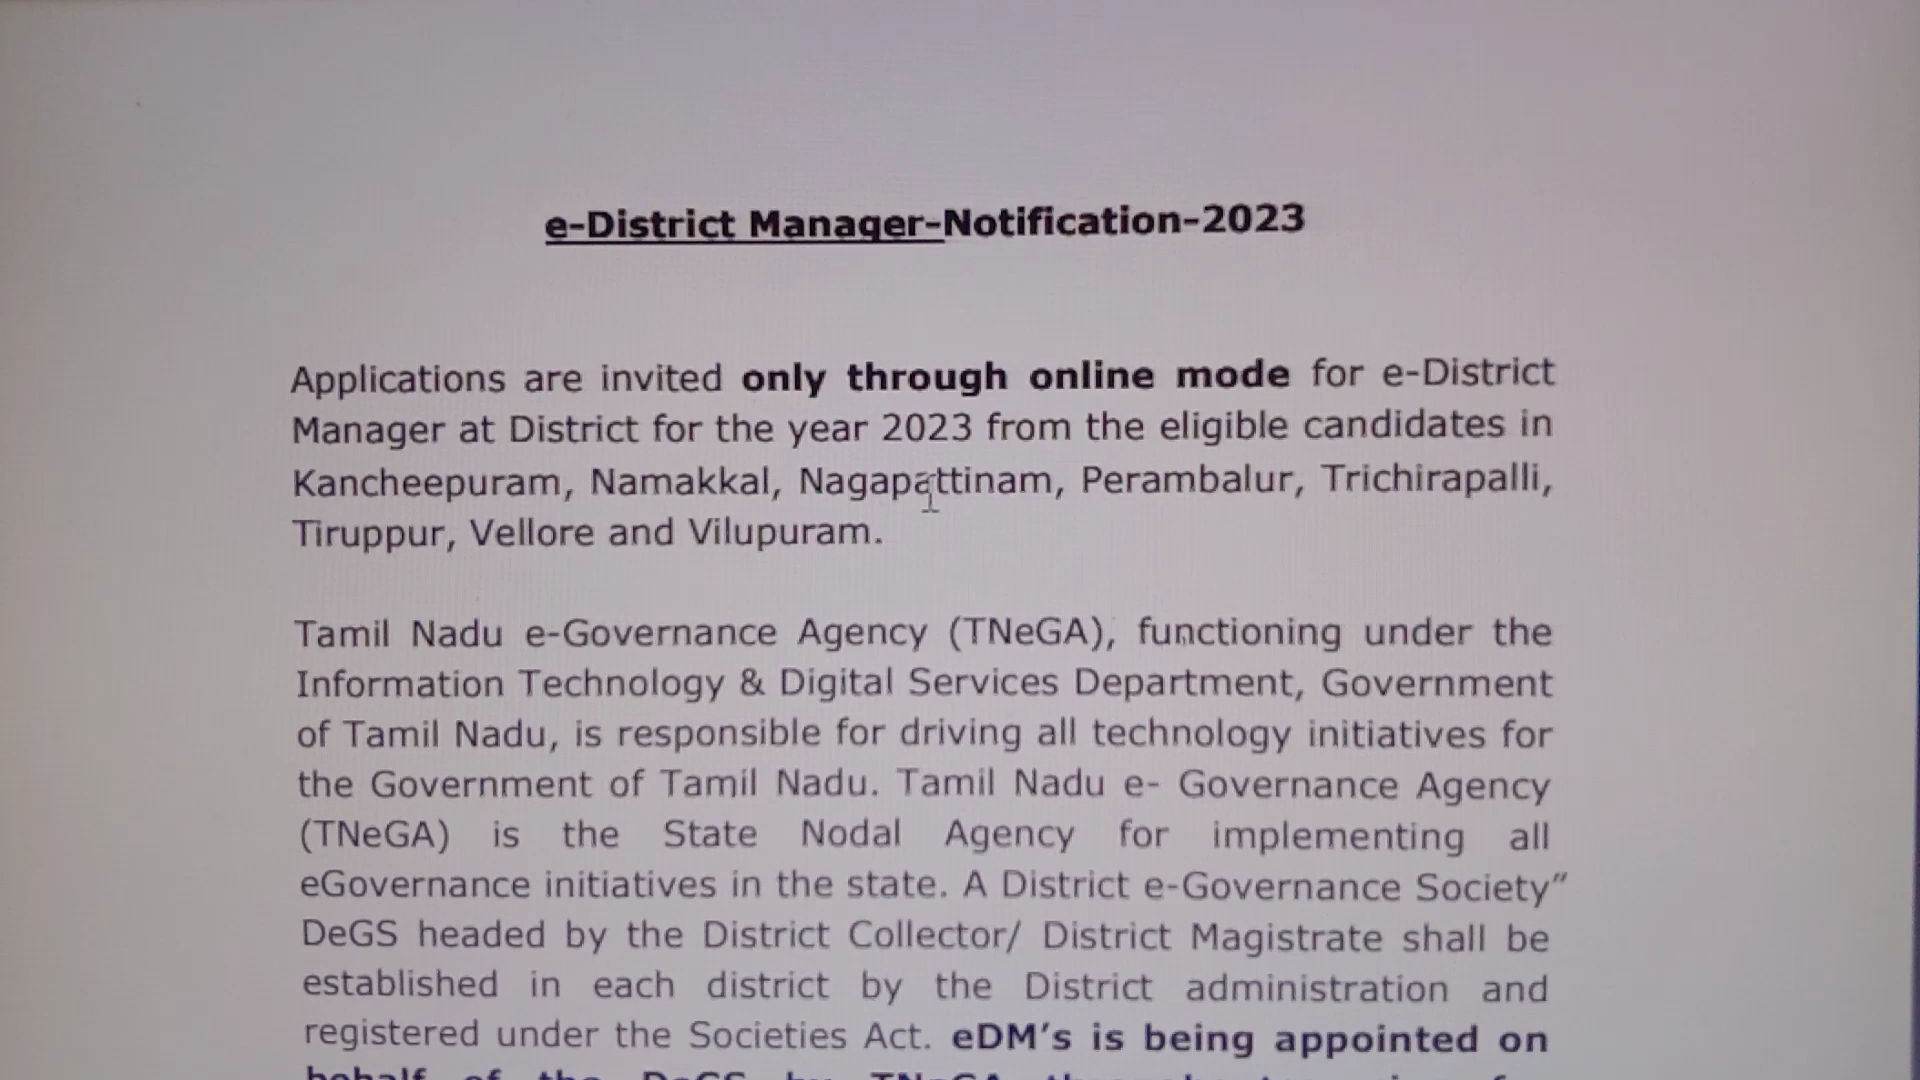 e-District Manager-Notification-2023
Applications are invited only through online mode for e-District
Manager at District for the year 2023 from the eligible candidates in
Kancheepuram, Namakkal, Nagapattinam, Perambalur, Trichirapalli,
Tiruppur, Vellore and Vilupuram.
Tamil Nadu e-Governance Agency (TNeGA), functioning under the
Information Technology & Digital Services Department, Government
of Tamil Nadu, is responsible for driving all technology initiatives for
the Government of Tamil Nadu. Tamil Nadu e- Governance Agency
(TNeGA) is the State Nodal Agency for implementing all
eGovernance initiatives in the state. A District e-Governance Society”
DeGS headed by the District Collector/ District Magistrate shall be
established in each district by the District administration and
registered under the Societies Act. eDM’s is being appointed on
behalf of the DeGS by TNeGA